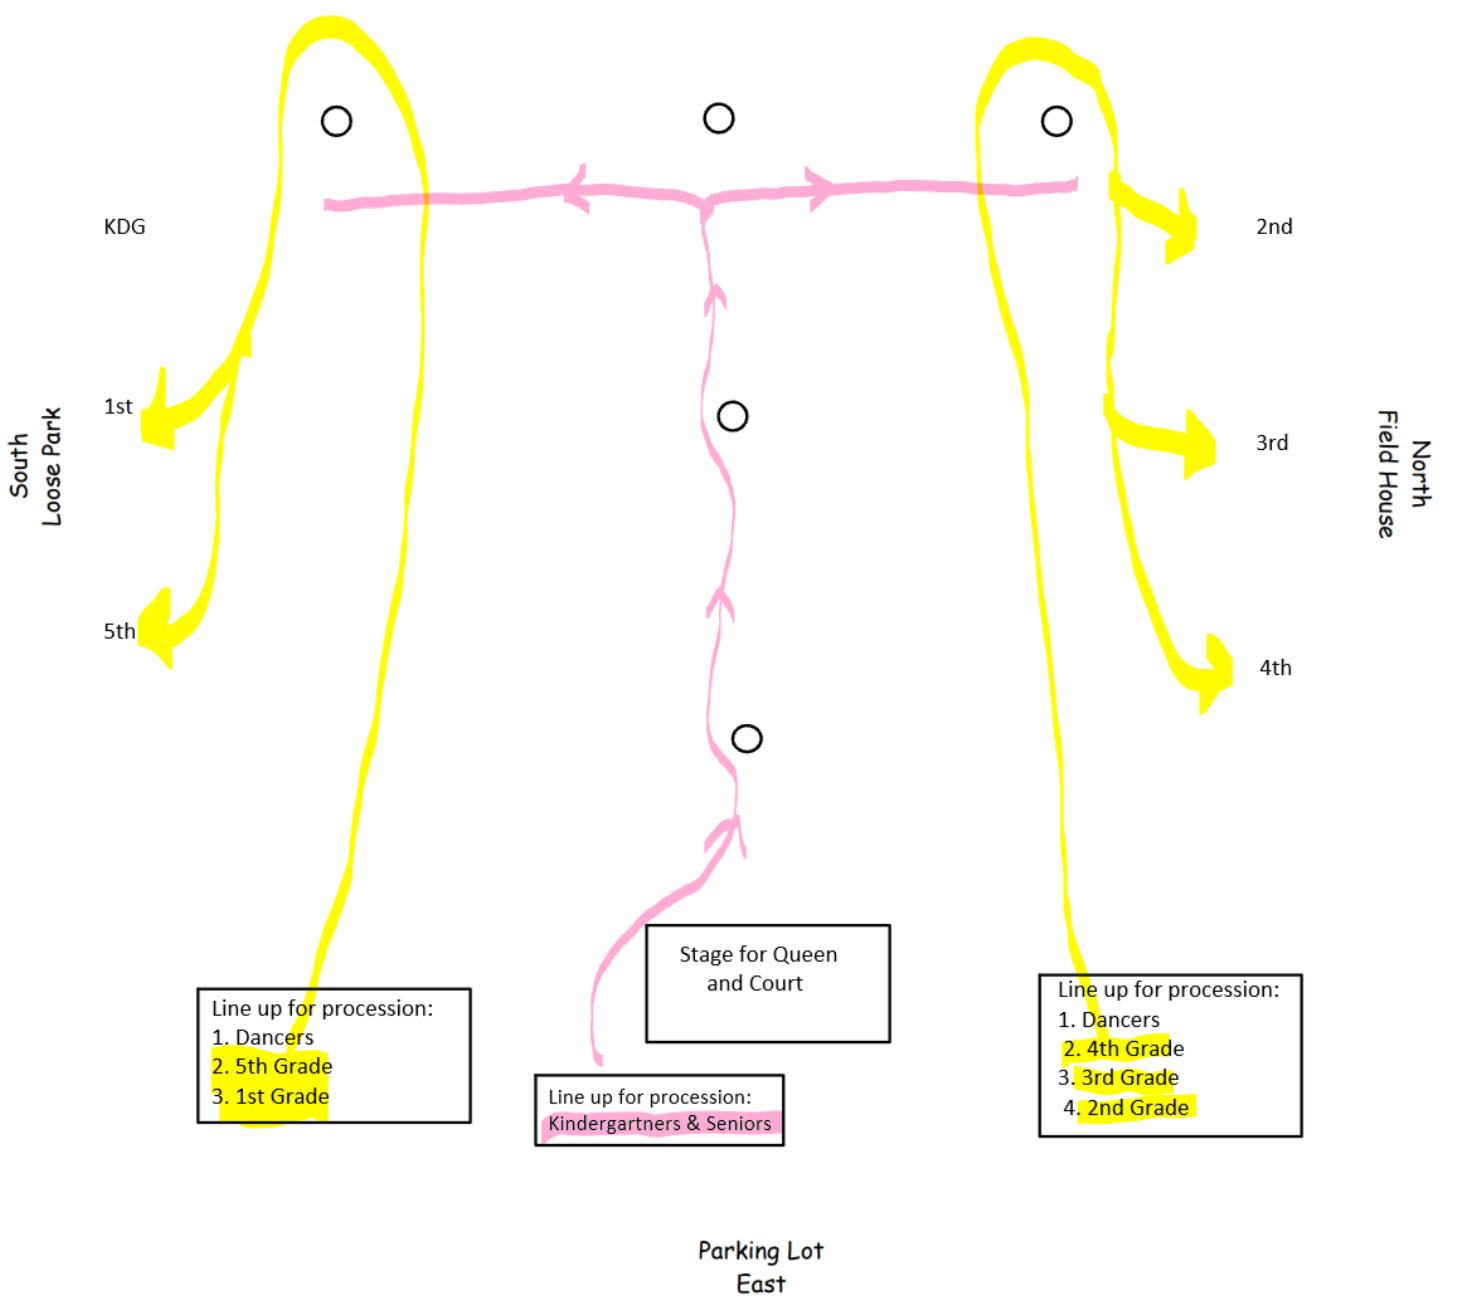 KDG
2nd
1st
3rd
South
Loose Park
North
Field House
5th
4th
Stage for Queen
and Court
Line up for procession:
1. Dancers
2. 5th Grade
3. 1st Grade
Line up for procession:
Kindergartners & Seniors
Line up for procession:
1. Dancers
2. 4th Grade
3. 3rd Grade
4. 2nd Grade
Parking Lot
East